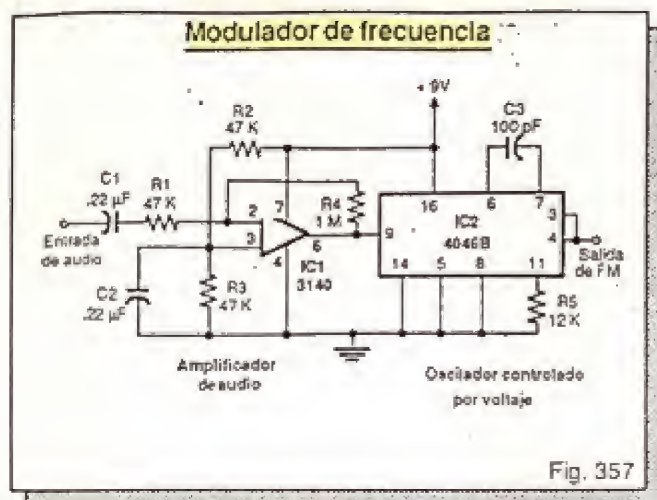 Modulador de frecuencia
+ 9V
R2
47 K
C3
100 pF
C1
.22 µF
R1
47 K
R4
1 M
2
7
3
6
4
IC1
3140
9
16
6
7
3
4
IC2
4046B
14
5
8
11
Entrada
de audio
Salida
de FM
C2
.22 µF
R3
47 K
R5
12 K
Amplificador
de audio
Oscilador controlado
por voltaje
Fig. 357